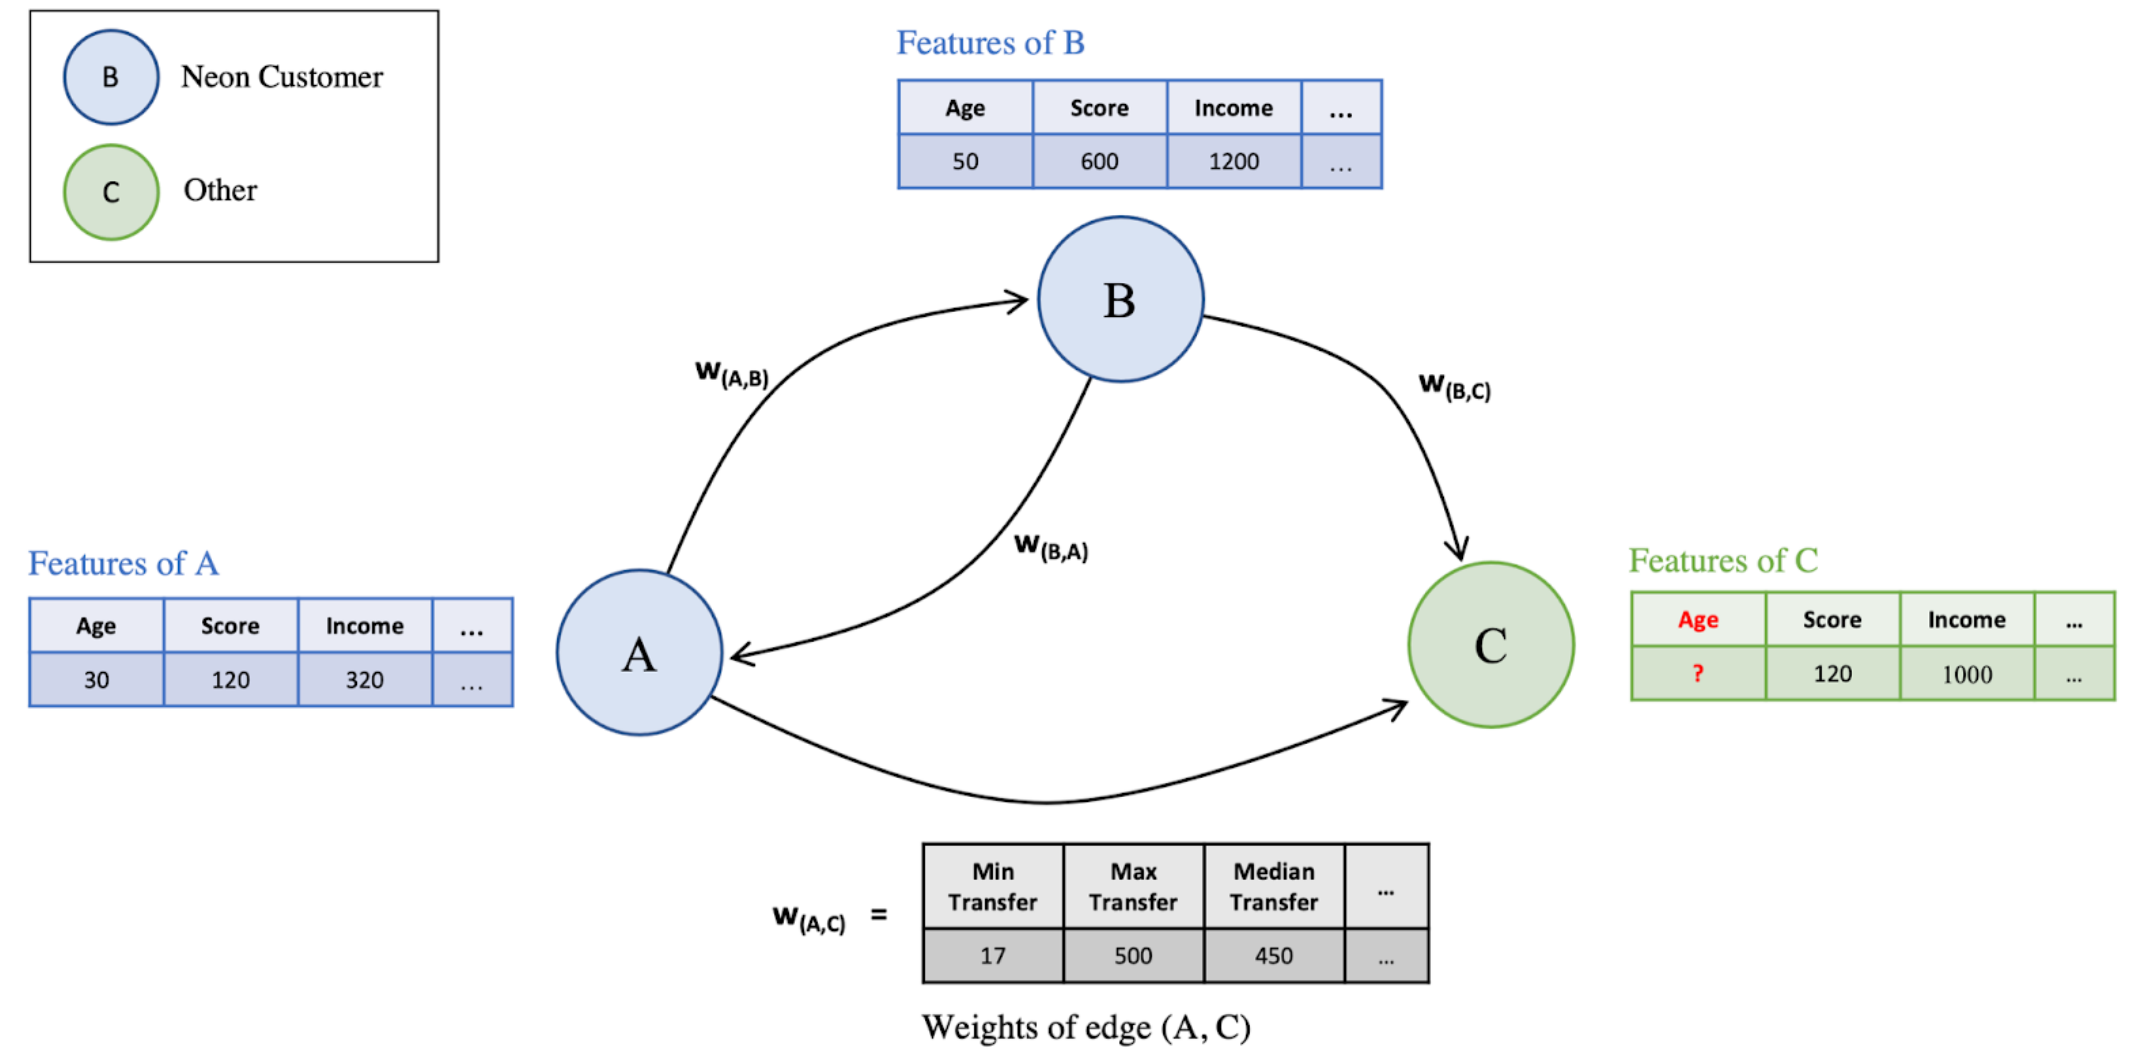 B Neon Customer
C Other
Features of B
Age Score Income ...
50 600 1200 ...
B
w(A,B)
w(B,C)
w(B,A)
Features of A
Age Score Income ...
30 120 320 ...
A
C
Features of C
Age Score Income ...
? 120 1000 ...
w(A,C) =
Min Transfer Max Transfer Median Transfer ...
17 500 450 ...
Weights of edge (A, C)